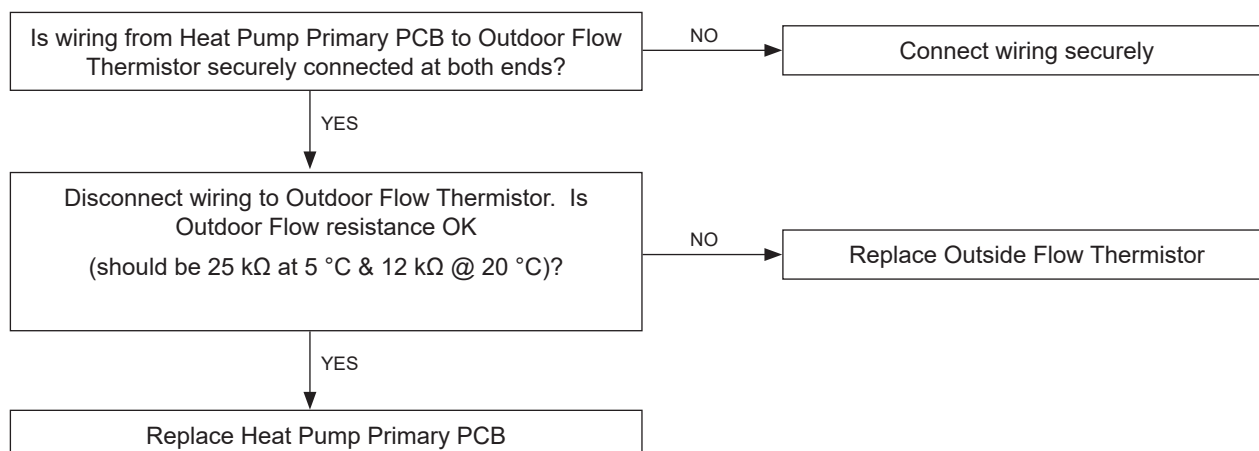 Is wiring from Heat Pump Primary PCB to Outdoor Flow
Thermistor securely connected at both ends?
NO
Connect wiring securely
YES
Disconnect wiring to Outdoor Flow Thermistor.  Is
Outdoor Flow resistance OK
(should be 25 kΩ at 5 °C & 12 kΩ @ 20 °C)?
NO
Replace Outside Flow Thermistor
YES
Replace Heat Pump Primary PCB